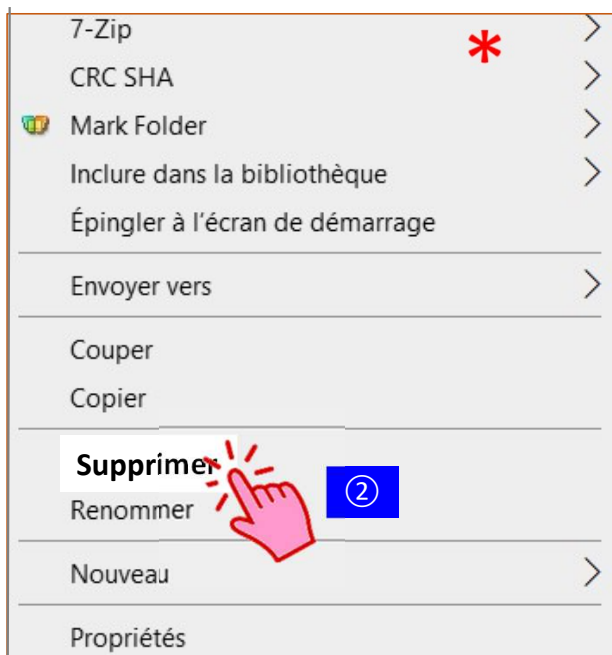 7-Zip
*
CRC SHA
Mark Folder
Inclure dans la bibliothèque
Épingler à l’écran de démarrage
Envoyer vers
Couper
Copier
Supprimer
②
Renommer
Nouveau
Propriétés